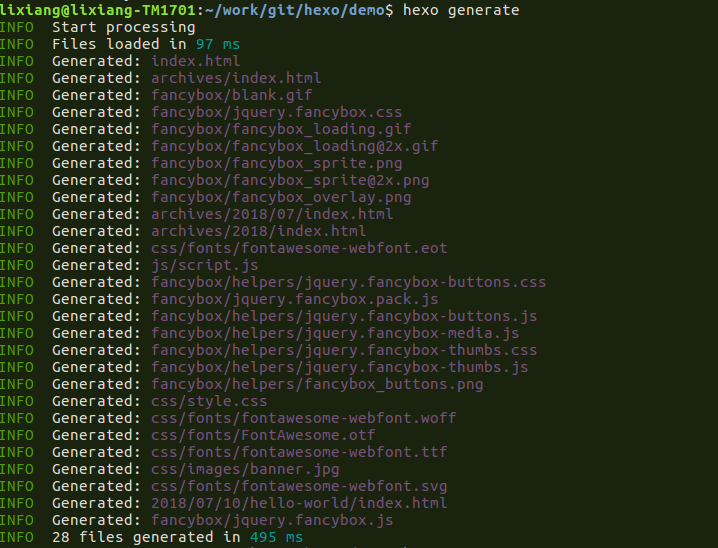 lixiang@lixiang-TM1701:~/work/git/hexo/demo$ hexo generate
INFO  Start processing
INFO  Files loaded in 97 ms
INFO  Generated: index.html
INFO  Generated: archives/index.html
INFO  Generated: fancybox/blank.gif
INFO  Generated: fancybox/jquery.fancybox.css
INFO  Generated: fancybox/fancybox_loading.gif
INFO  Generated: fancybox/fancybox_loading@2x.gif
INFO  Generated: fancybox/fancybox_sprite.png
INFO  Generated: fancybox/fancybox_sprite@2x.png
INFO  Generated: fancybox/fancybox_overlay.png
INFO  Generated: archives/2018/07/index.html
INFO  Generated: archives/2018/index.html
INFO  Generated: css/fonts/fontawesome-webfont.eot
INFO  Generated: js/script.js
INFO  Generated: fancybox/helpers/jquery.fancybox-buttons.css
INFO  Generated: fancybox/jquery.fancybox.pack.js
INFO  Generated: fancybox/helpers/jquery.fancybox-buttons.js
INFO  Generated: fancybox/helpers/jquery.fancybox-media.js
INFO  Generated: fancybox/helpers/jquery.fancybox-thumbs.css
INFO  Generated: fancybox/helpers/jquery.fancybox-thumbs.js
INFO  Generated: fancybox/helpers/fancybox_buttons.png
INFO  Generated: css/style.css
INFO  Generated: css/fonts/fontawesome-webfont.woff
INFO  Generated: css/fonts/FontAwesome.otf
INFO  Generated: css/fonts/fontawesome-webfont.ttf
INFO  Generated: css/images/banner.jpg
INFO  Generated: css/fonts/fontawesome-webfont.svg
INFO  Generated: 2018/07/10/hello-world/index.html
INFO  Generated: fancybox/jquery.fancybox.js
INFO  28 files generated in 495 ms